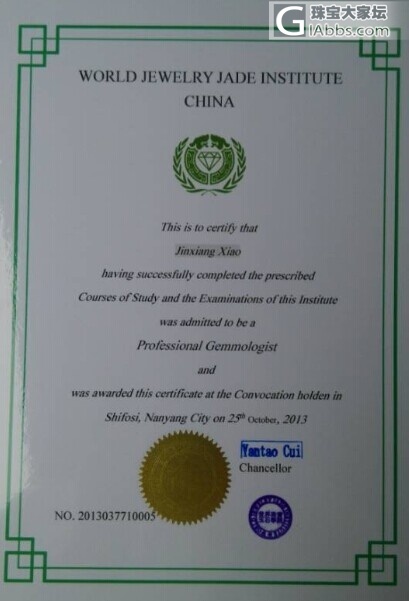 珠宝大家坛
GIabbs.com
WORLD JEWELRY JADE INSTITUTE
CHINA
This is to certify that
Jinxiang Xiao
having successfully completed the prescribed
Courses of Study and the Examinations of this Institute
was admitted to be a
Professional Gemmologist
and
was awarded this certificate at the Convocation holden in
Shifosi, Nanyang City on 25th October, 2013
Yantao Cui
Chancellor
NO. 2013037710005